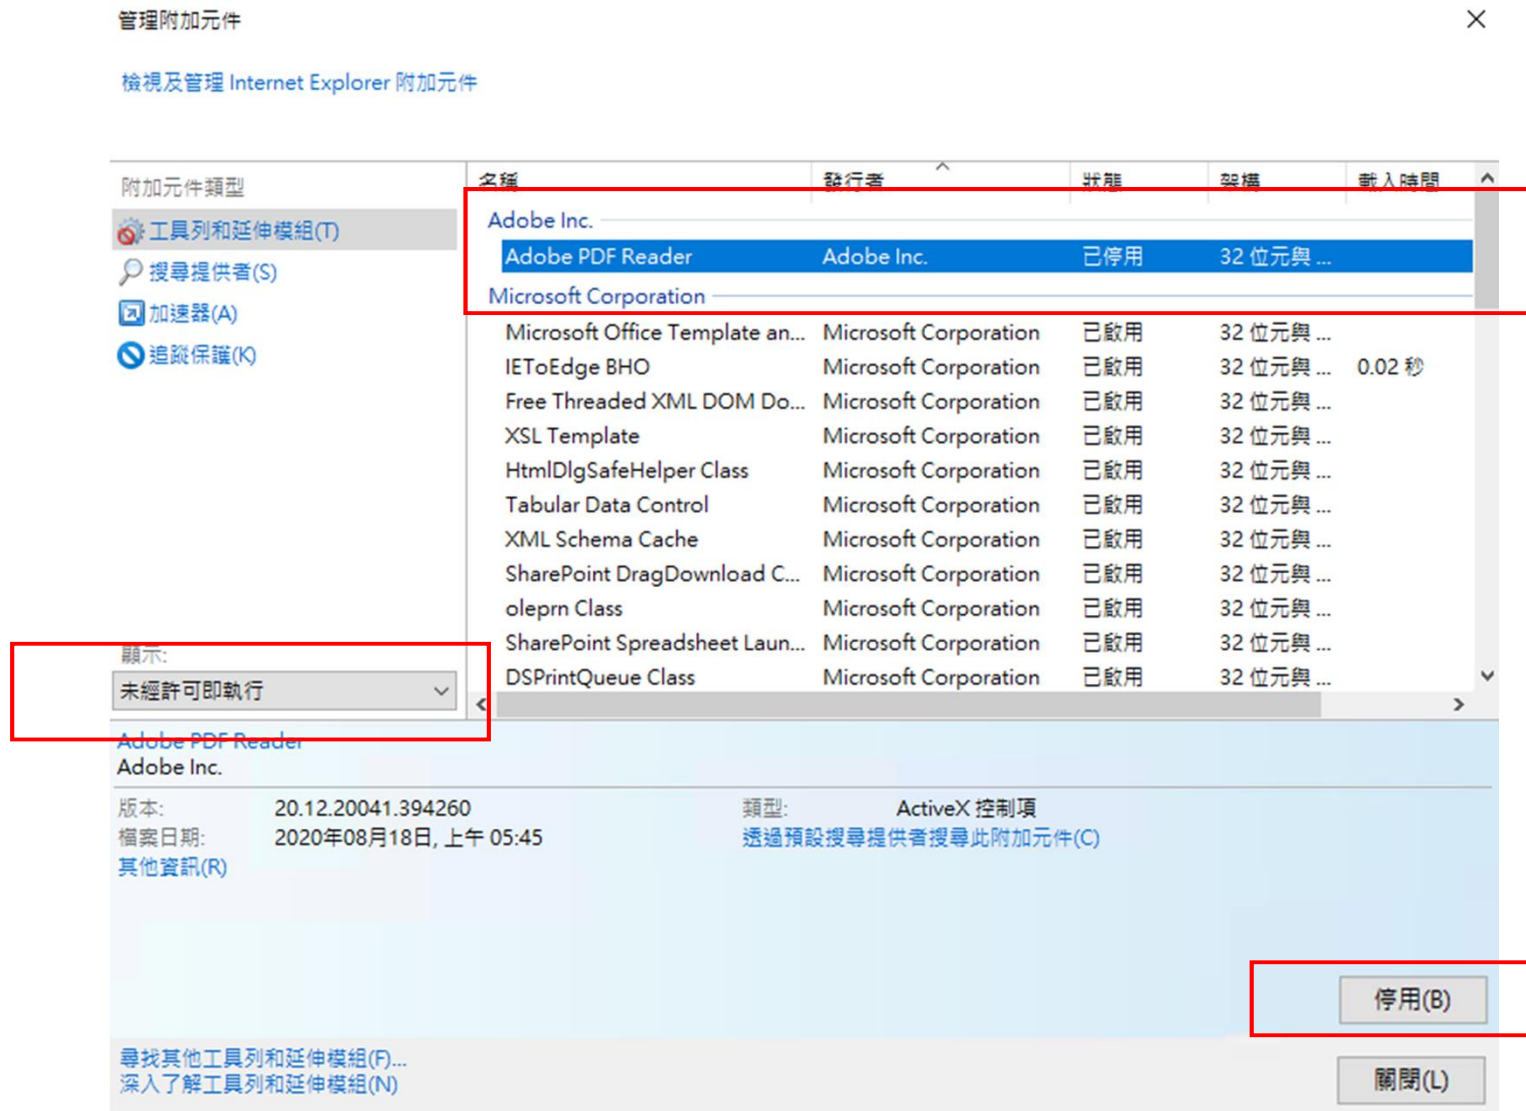 管理附加元件
檢視及管理 Internet Explorer 附加元件
附加元件類型
工具列和延伸模組(T)
搜尋提供者(S)
加速器(A)
追蹤保護(K)
顯示:
未經許可即執行
名稱 發行者 狀態 架構 載入時間
Adobe Inc.
Adobe PDF Reader Adobe Inc. 已停用 32 位元與 ...
Microsoft Corporation
Microsoft Office Template an... Microsoft Corporation 已啟用 32 位元與 ...
IEToEdge BHO Microsoft Corporation 已啟用 32 位元與 ... 0.02 秒
Free Threaded XML DOM Do... Microsoft Corporation 已啟用 32 位元與 ...
XSL Template Microsoft Corporation 已啟用 32 位元與 ...
HtmlDlgSafeHelper Class Microsoft Corporation 已啟用 32 位元與 ...
Tabular Data Control Microsoft Corporation 已啟用 32 位元與 ...
XML Schema Cache Microsoft Corporation 已啟用 32 位元與 ...
SharePoint DragDownload C... Microsoft Corporation 已啟用 32 位元與 ...
oleprn Class Microsoft Corporation 已啟用 32 位元與 ...
SharePoint Spreadsheet Laun... Microsoft Corporation 已啟用 32 位元與 ...
DSPrintQueue Class Microsoft Corporation 已啟用 32 位元與 ...
Adobe PDF Reader
Adobe Inc.
版本: 20.12.20041.394260 類型: ActiveX 控制項
檔案日期: 2020年08月18日, 上午 05:45 透過預設搜尋提供者搜尋此附加元件(C)
其他資訊(R)
停用(B)
尋找其他工具列和延伸模組(F)...
深入了解工具列和延伸模組(N)
關閉(L)